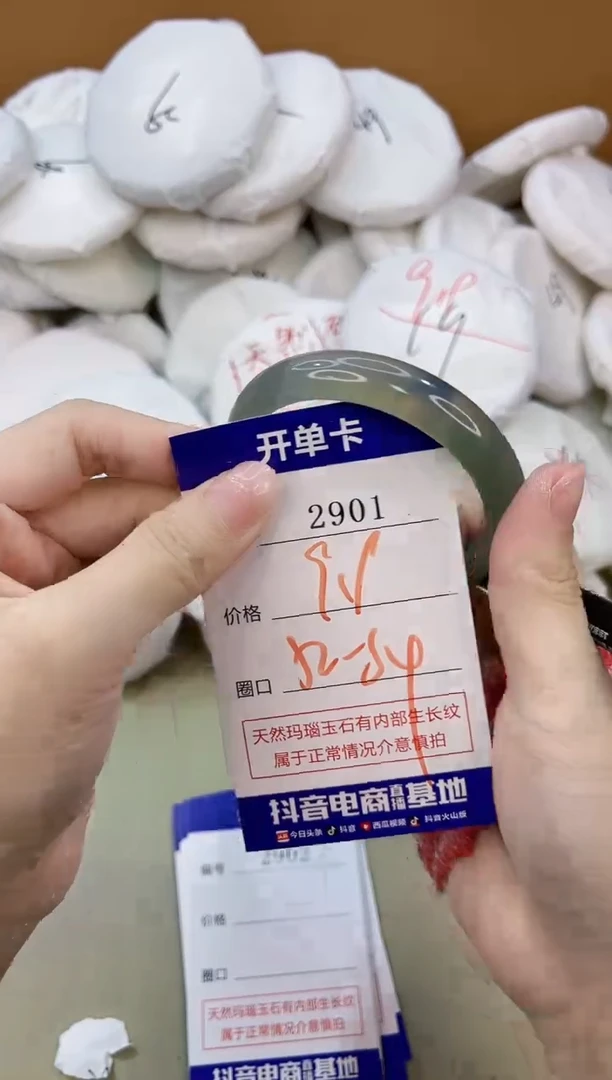 开单卡
2901
价格
圈口 52-54
天然玛瑙玉石有内部生长纹
属于正常情况介意慎拍
抖音电商直播基地
今日头条 抖音 西瓜视频 抖音火山版
编号 2902
价格
圈口
天然玛瑙玉石有内部生长纹
属于正常情况介意慎拍
抖音电商直播基地